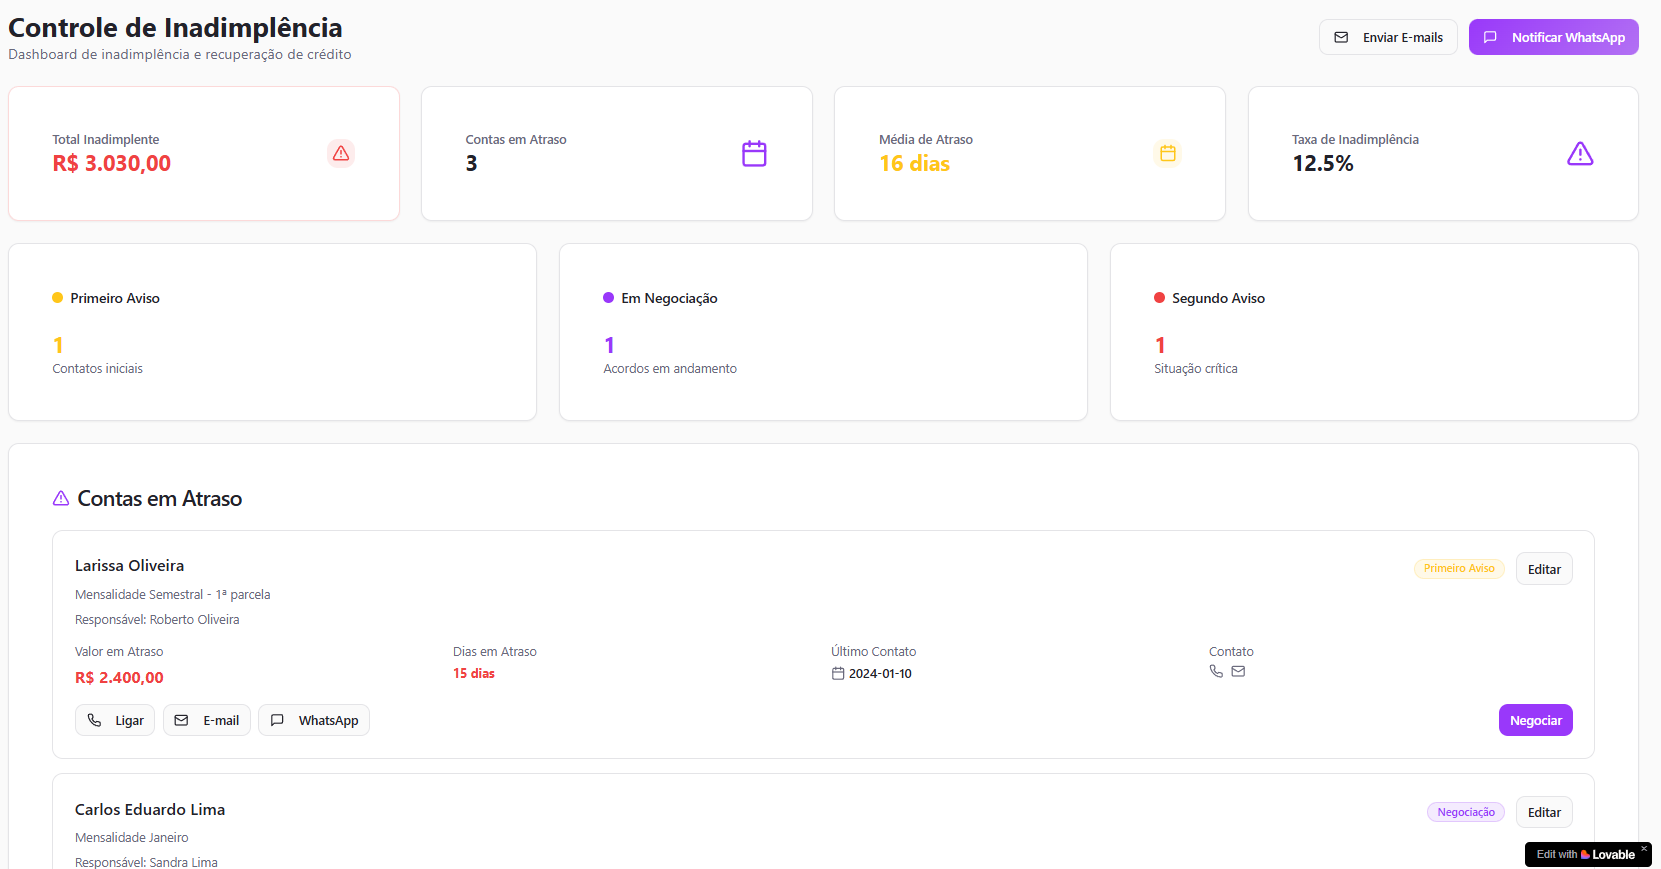 Controle de Inadimplência
Dashboard de inadimplência e recuperação de crédito
Enviar E-mails
Notificar WhatsApp
Total Inadimplente
R$ 3.030,00
Contas em Atraso
3
Média de Atraso
16 dias
Taxa de Inadimplência
12.5%
Primeiro Aviso
1
Contatos iniciais
Em Negociação
1
Acordos em andamento
Segundo Aviso
1
Situação crítica
Contas em Atraso
Larissa Oliveira
Primeiro Aviso
Editar
Mensalidade Semestral - 1ª parcela
Responsável: Roberto Oliveira
Valor em Atraso
R$ 2.400,00
Dias em Atraso
15 dias
Último Contato
2024-01-10
Contato
Ligar
E-mail
WhatsApp
Negociar
Carlos Eduardo Lima
Negociação
Editar
Mensalidade Janeiro
Responsável: Sandra Lima
Edit with Lovable